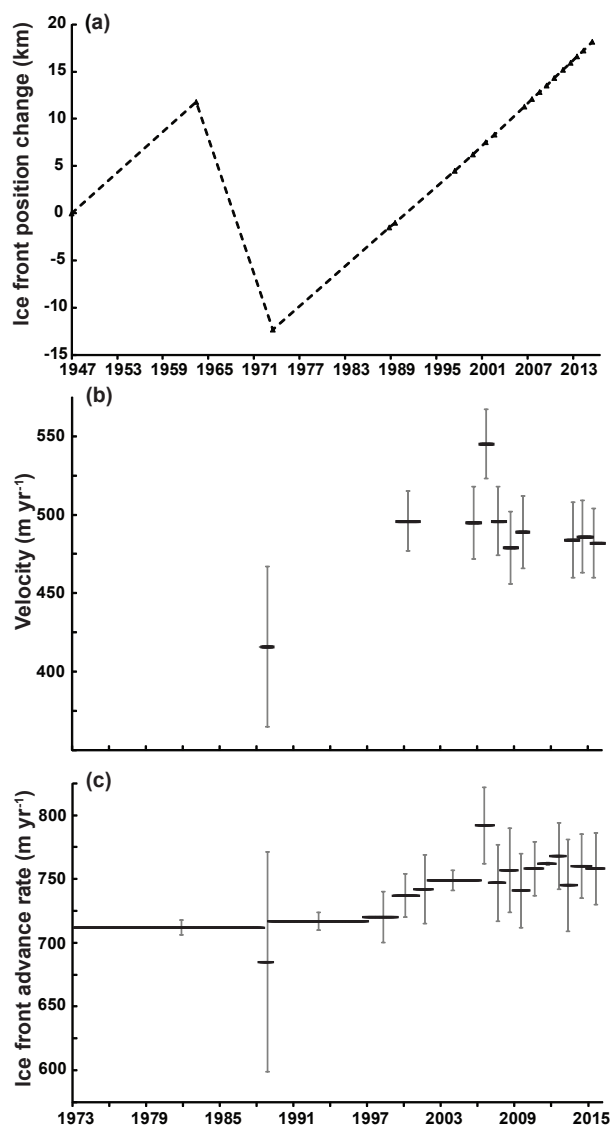 (a)
Ice front position change (km)
20
15
10
5
0
-5
-10
-15
1947 1953 1959 1965 1971 1977 1983 1989 1995 2001 2007 2013
(b)
Velocity (m yr⁻¹)
550
500
450
400
(c)
Ice front advance rate (m yr⁻¹)
800
750
700
650
600
1973 1979 1985 1991 1997 2003 2009 2015